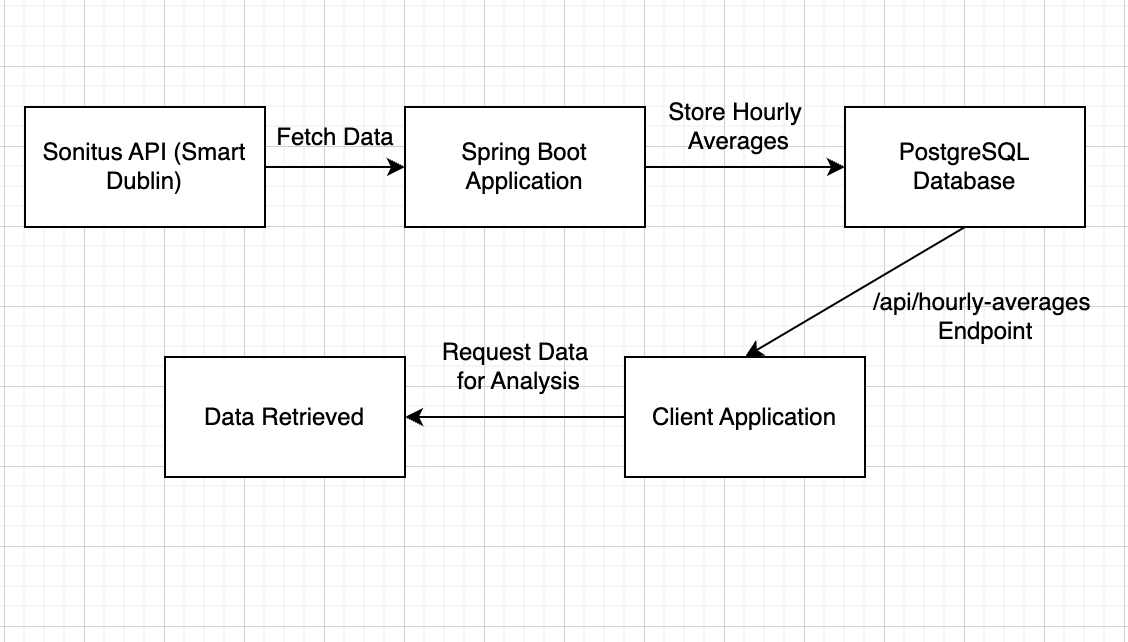 Sonitus API (Smart
Dublin)
Fetch Data
Spring Boot
Application
Store Hourly
Averages
PostgreSQL
Database
/api/hourly-averages
Endpoint
Client Application
Request Data
for Analysis
Data Retrieved